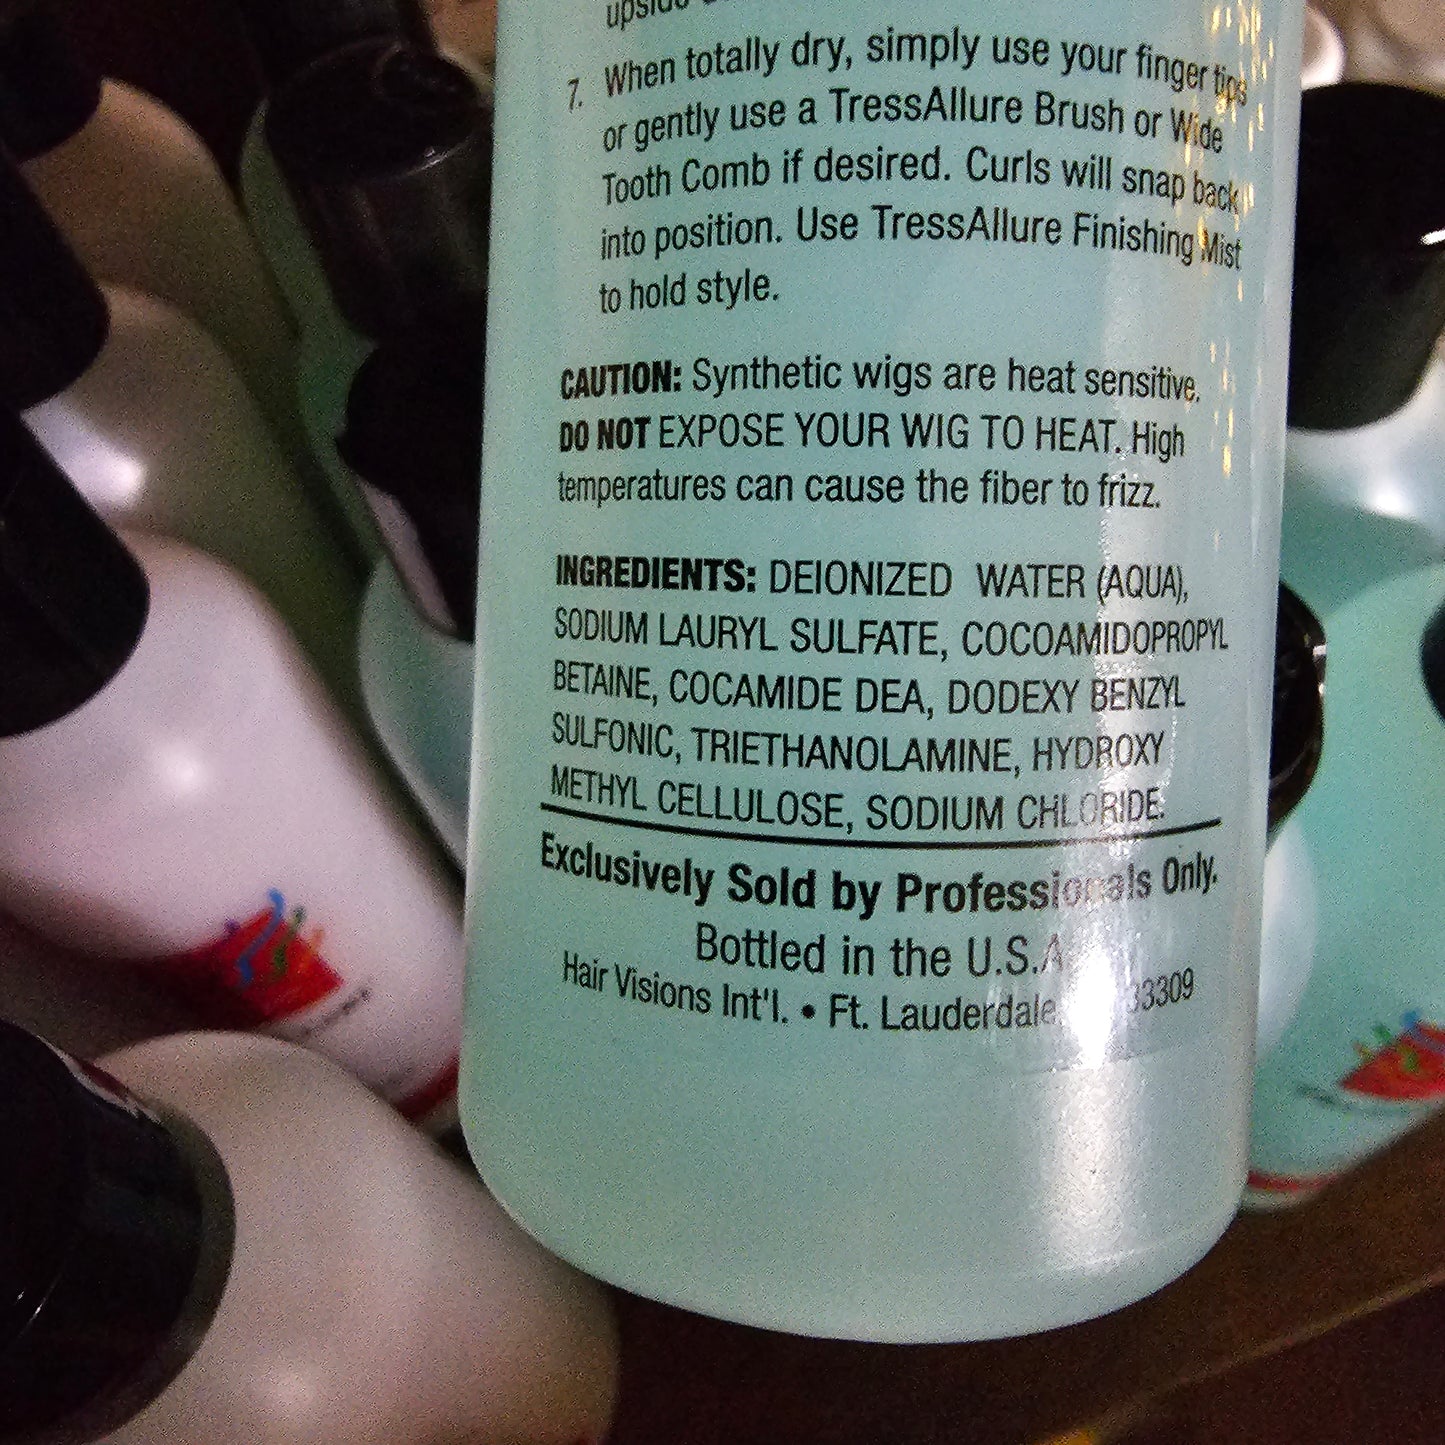 7. When totally dry, simply use your finger tips
or gently use a TressAllure Brush or Wide
Tooth Comb if desired. Curls will snap back
into position. Use TressAllure Finishing Mist
to hold style.
CAUTION: Synthetic wigs are heat sensitive.
DO NOT EXPOSE YOUR WIG TO HEAT. High
temperatures can cause the fiber to frizz.
INGREDIENTS: DEIONIZED WATER (AQUA),
SODIUM LAURYL SULFATE, COCOAMIDOPROPYL
BETAINE, COCAMIDE DEA, DODEXY BENZYL
SULFONIC, TRIETHANOLAMINE, HYDROXY
METHYL CELLULOSE, SODIUM CHLORIDE.
Exclusively Sold by Professionals Only.
Bottled in the U.S.A
Hair Visions Int'l. • Ft. Lauderdale 33309